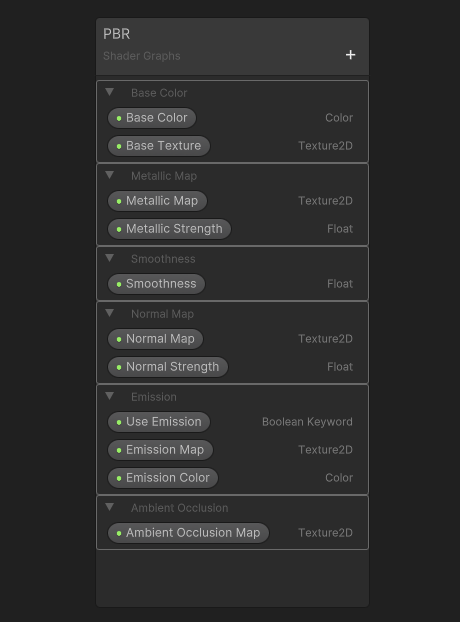 PBR
Shader Graphs
+
Base Color
Base Color Color
Base Texture Texture2D
Metallic Map
Metallic Map Texture2D
Metallic Strength Float
Smoothness
Smoothness Float
Normal Map
Normal Map Texture2D
Normal Strength Float
Emission
Use Emission Boolean Keyword
Emission Map Texture2D
Emission Color Color
Ambient Occlusion
Ambient Occlusion Map Texture2D